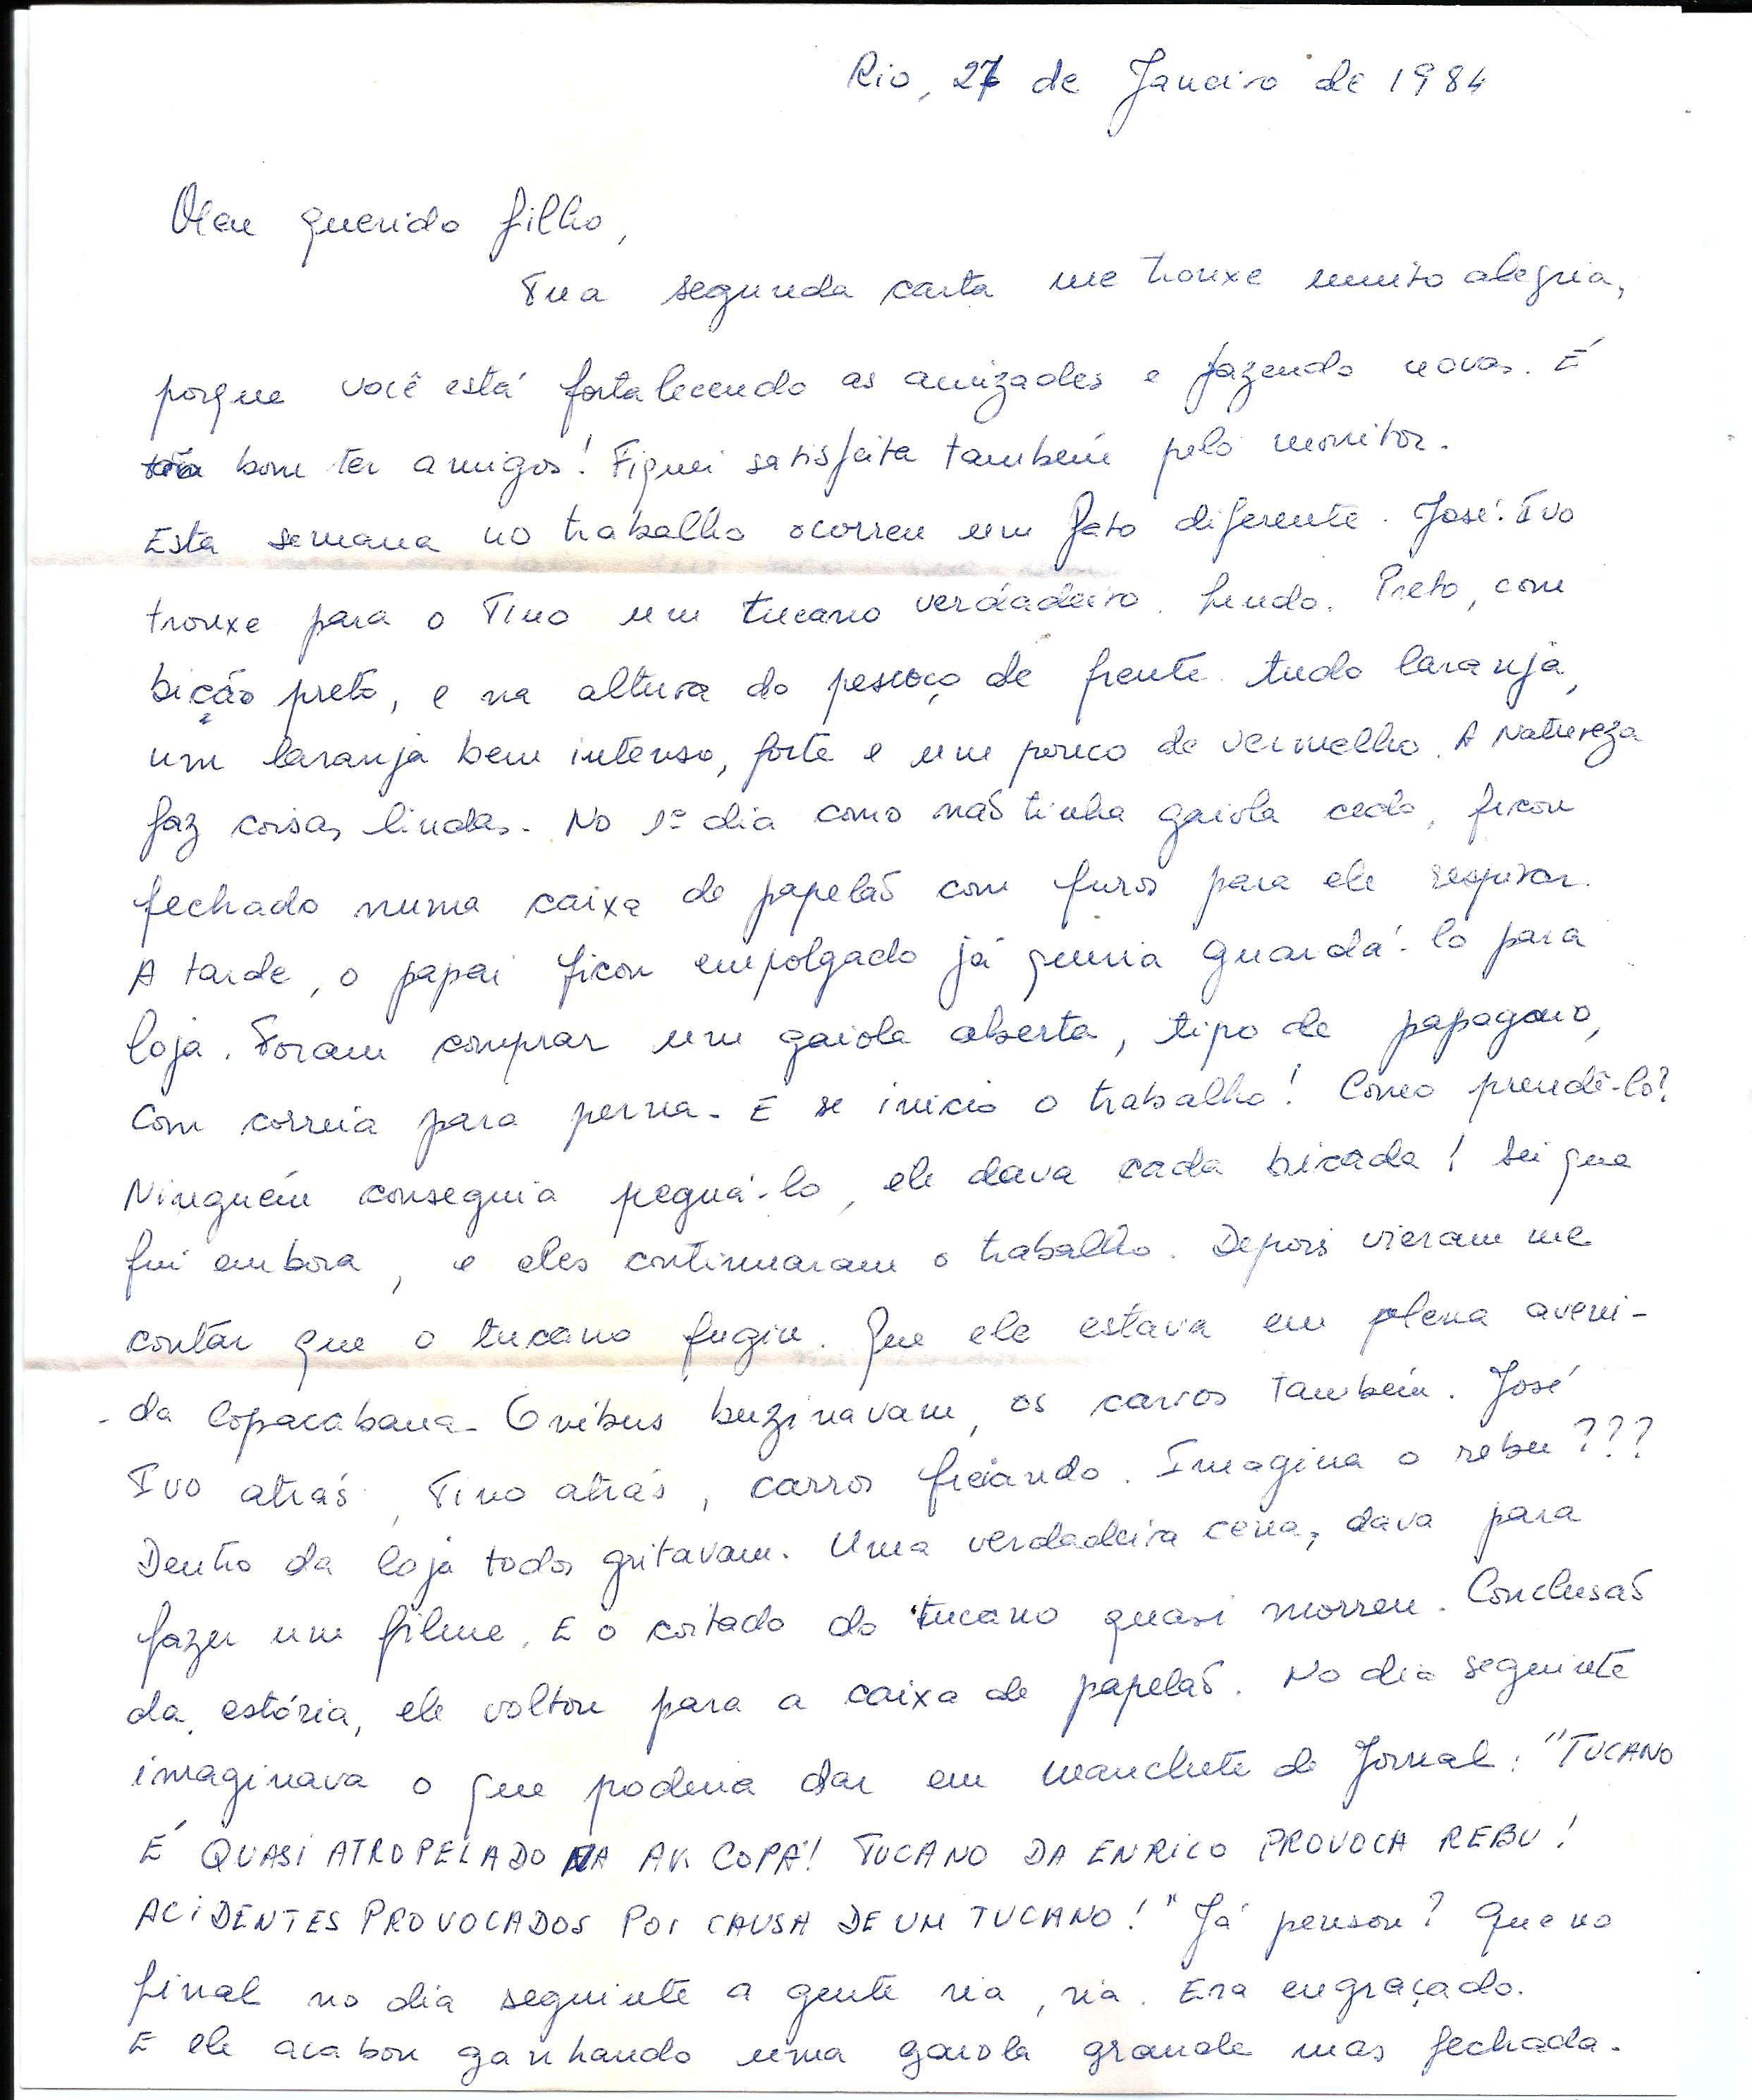 Rio, 27 de Janeiro de 1984
Meu querido filho,
Tua segunda carta me trouxe muito alegria,
porque você está fortalecendo as amizades e fazendo novas. É
bom ter amigos! Fiquei satisfeita também pelo monitor.
Esta semana no trabalho ocorreu um fato diferente. José Ivo
trouxe para o Tino um tucano verdadeiro. Lindo. Preto, com
bicão preto, e na altura do pescoço de frente tudo laranja,
um laranja bem intenso, forte e um pouco de vermelho. A Natureza
faz coisas lindas. No 1º dia como não tinha gaiola cedo, ficou
fechado numa caixa de papelão com furos para ele respirar.
A tarde, o papai ficou empolgado já queria guardá-lo para
loja. Foram comprar um gaiola aberta, tipo de papagaio,
com correia para perna. E se inicio o trabalho! Como prendê-lo?
Ninguém conseguia peguá-lo, ele dava cada bicada! Sei que
fui embora, e eles continuaram o trabalho. Depois vieram me
contar que o tucano fugiu. Que ele estava em plena aveni-
da Copacabana. Onibus buzinavam, os carros também. José
Ivo atrás, Tino atrás, carros freiando. Imagina o rebu???
Dentro da loja todos gritavam. Uma verdadeira cena, dava para
fazer um filme. E o coitado do tucano quasi morreu. Conclusão
da estória, ele voltou para a caixa de papelão. No dia seguinte
imaginava o que poderia dar em manchete de Jornal: "TUCANO
É QUASI ATROPELADO NA AV. COPA! TUCANO DA ENRICO PROVOCA REBU!
ACIDENTES PROVOCADOS POR CAUSA DE UM TUCANO!" Já pensou? Que no
final no dia seguinte a gente ria, ria. Era engraçado.
E ele acabou ganhando uma gaiola grande mas fechada.